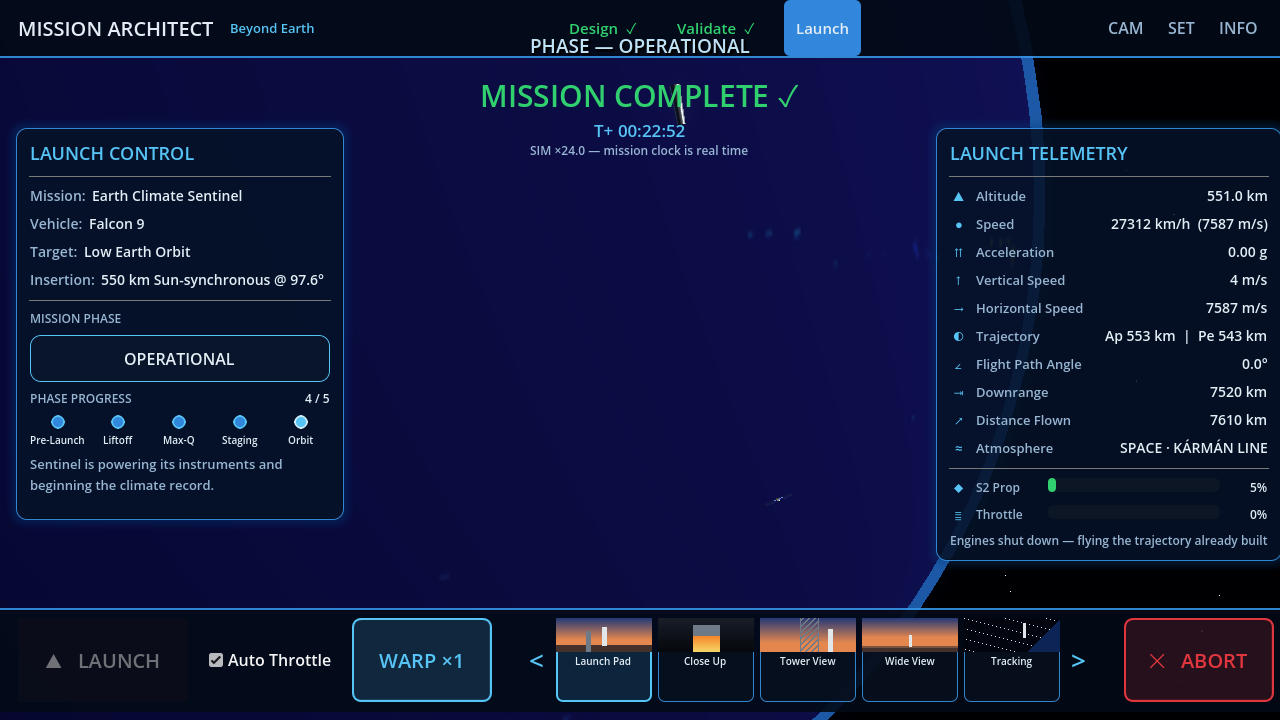 MISSION ARCHITECT
Beyond Earth
Design ✓
Validate ✓
Launch
CAM
SET
INFO
PHASE — OPERATIONAL
MISSION COMPLETE ✓
T+ 00:22:52
SIM ×24.0 — mission clock is real time
LAUNCH CONTROL
Mission: Earth Climate Sentinel
Vehicle: Falcon 9
Target: Low Earth Orbit
Insertion: 550 km Sun-synchronous @ 97.6°
MISSION PHASE
OPERATIONAL
PHASE PROGRESS 4 / 5
Pre-Launch Liftoff Max-Q Staging Orbit
Sentinel is powering its instruments and
beginning the climate record.
LAUNCH TELEMETRY
Altitude 551.0 km
Speed 27312 km/h (7587 m/s)
Acceleration 0.00 g
Vertical Speed 4 m/s
Horizontal Speed 7587 m/s
Trajectory Ap 553 km | Pe 543 km
Flight Path Angle 0.0°
Downrange 7520 km
Distance Flown 7610 km
Atmosphere SPACE · KÁRMÁN LINE
S2 Prop 5%
Throttle 0%
Engines shut down — flying the trajectory already built
▲ LAUNCH
Auto Throttle
WARP ×1
<
Launch Pad
Close Up
Tower View
Wide View
Tracking
>
× ABORT